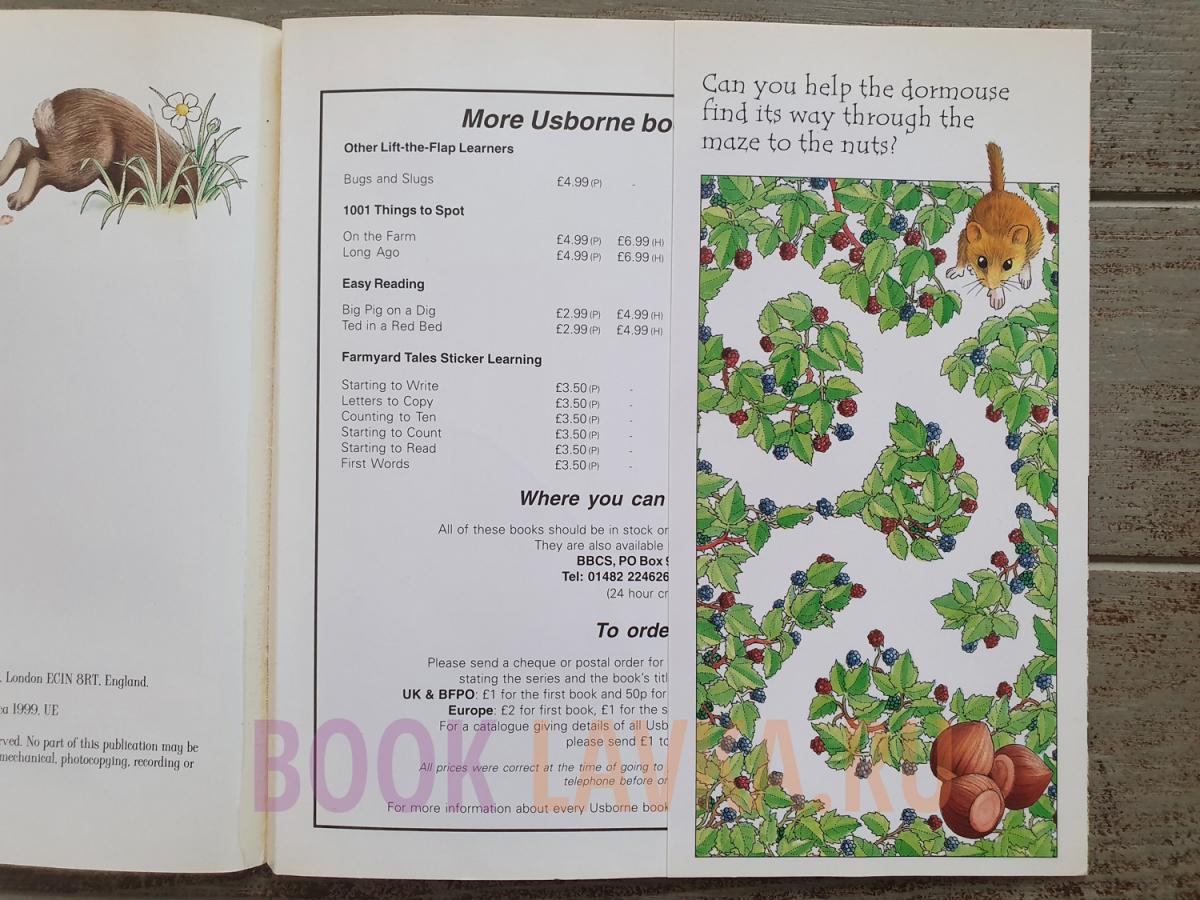 . London EC1N 8RT, England.
ca 1999. UE
rved. No part of this publication may be
mechanical, photocopying, recording or
More Usborne bo
Other Lift-the-Flap Learners
Bugs and Slugs £4.99 (P) -
1001 Things to Spot
On the Farm £4.99 (P) £6.99 (H)
Long Ago £4.99 (P) £6.99 (H)
Easy Reading
Big Pig on a Dig £2.99 (P) £4.99 (H)
Ted in a Red Bed £2.99 (P) £4.99 (H)
Farmyard Tales Sticker Learning
Starting to Write £3.50 (P) -
Letters to Copy £3.50 (P) -
Counting to Ten £3.50 (P) -
Starting to Count £3.50 (P) -
Starting to Read £3.50 (P) -
First Words £3.50 (P) -
Where you can
All of these books should be in stock or
They are also available
BBCS, PO Box 9
Tel: 01482 224626
(24 hour cr
To orde
Please send a cheque or postal order for
stating the series and the book's titl
UK & BFPO: £1 for the first book and 50p for
Europe: £2 for first book, £1 for the s
For a catalogue giving details of all Usb
please send £1 to
All prices were correct at the time of going to
telephone before or
For more information about every Usborne book
Can you help the dormouse
find its way through the
maze to the nuts?
BOOK LAVKA.RU